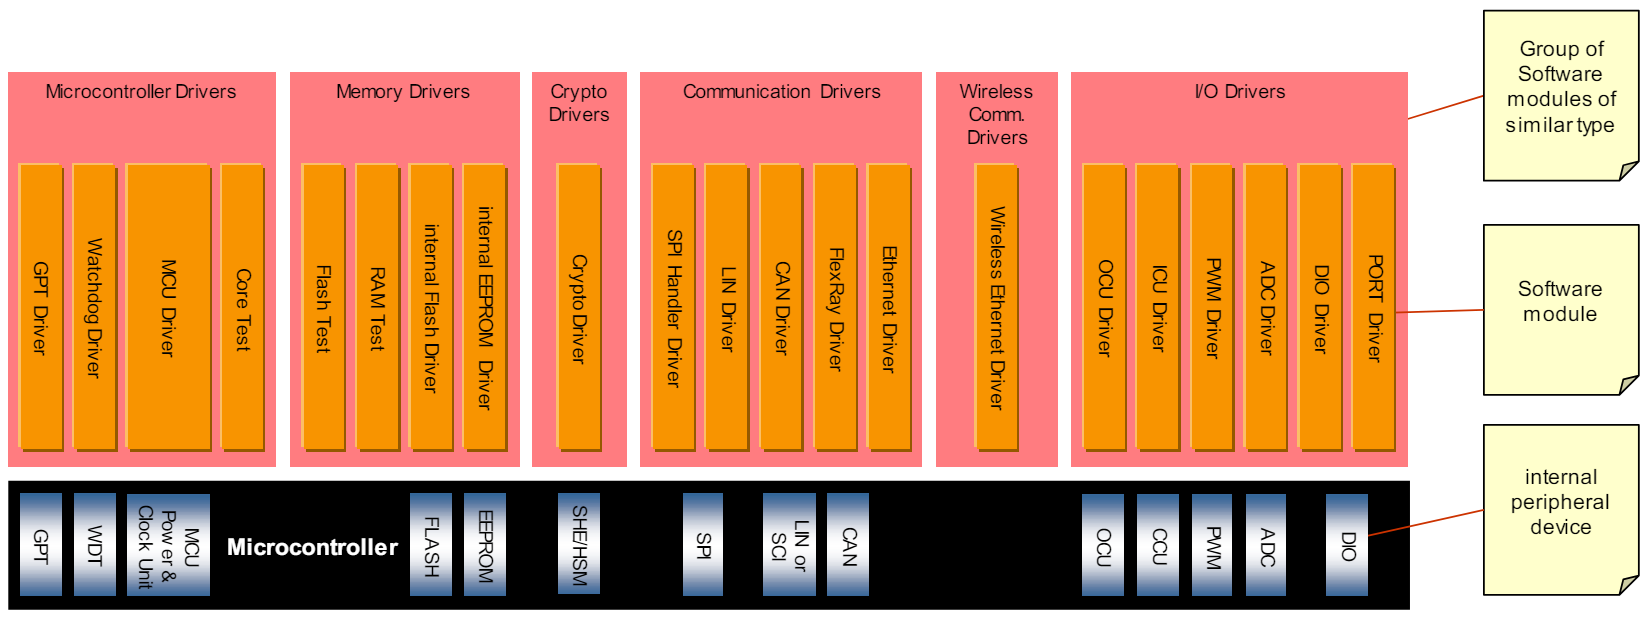 Microcontroller Drivers
Memory Drivers
Crypto
Drivers
Communication Drivers
Wireless
Comm.
Drivers
I/O Drivers
GPT Driver
Watchdog Driver
MCU Driver
Core Test
Flash Test
RAM Test
internal Flash Driver
internal EEPROM Driver
Crypto Driver
SPI Handler Driver
LIN Driver
CAN Driver
FlexRay Driver
Ethernet Driver
Wireless Ethernet Driver
OCU Driver
ICU Driver
PWM Driver
ADC Driver
DIO Driver
PORT Driver
GPT
WDT
MCU
Power &
Clock Unit
Microcontroller
FLASH
EEPROM
SHE/HSM
SPI
LIN or
SCI
CAN
OCU
CCU
PWM
ADC
DIO
Group of
Software
modules of
similar type
Software
module
internal
peripheral
device